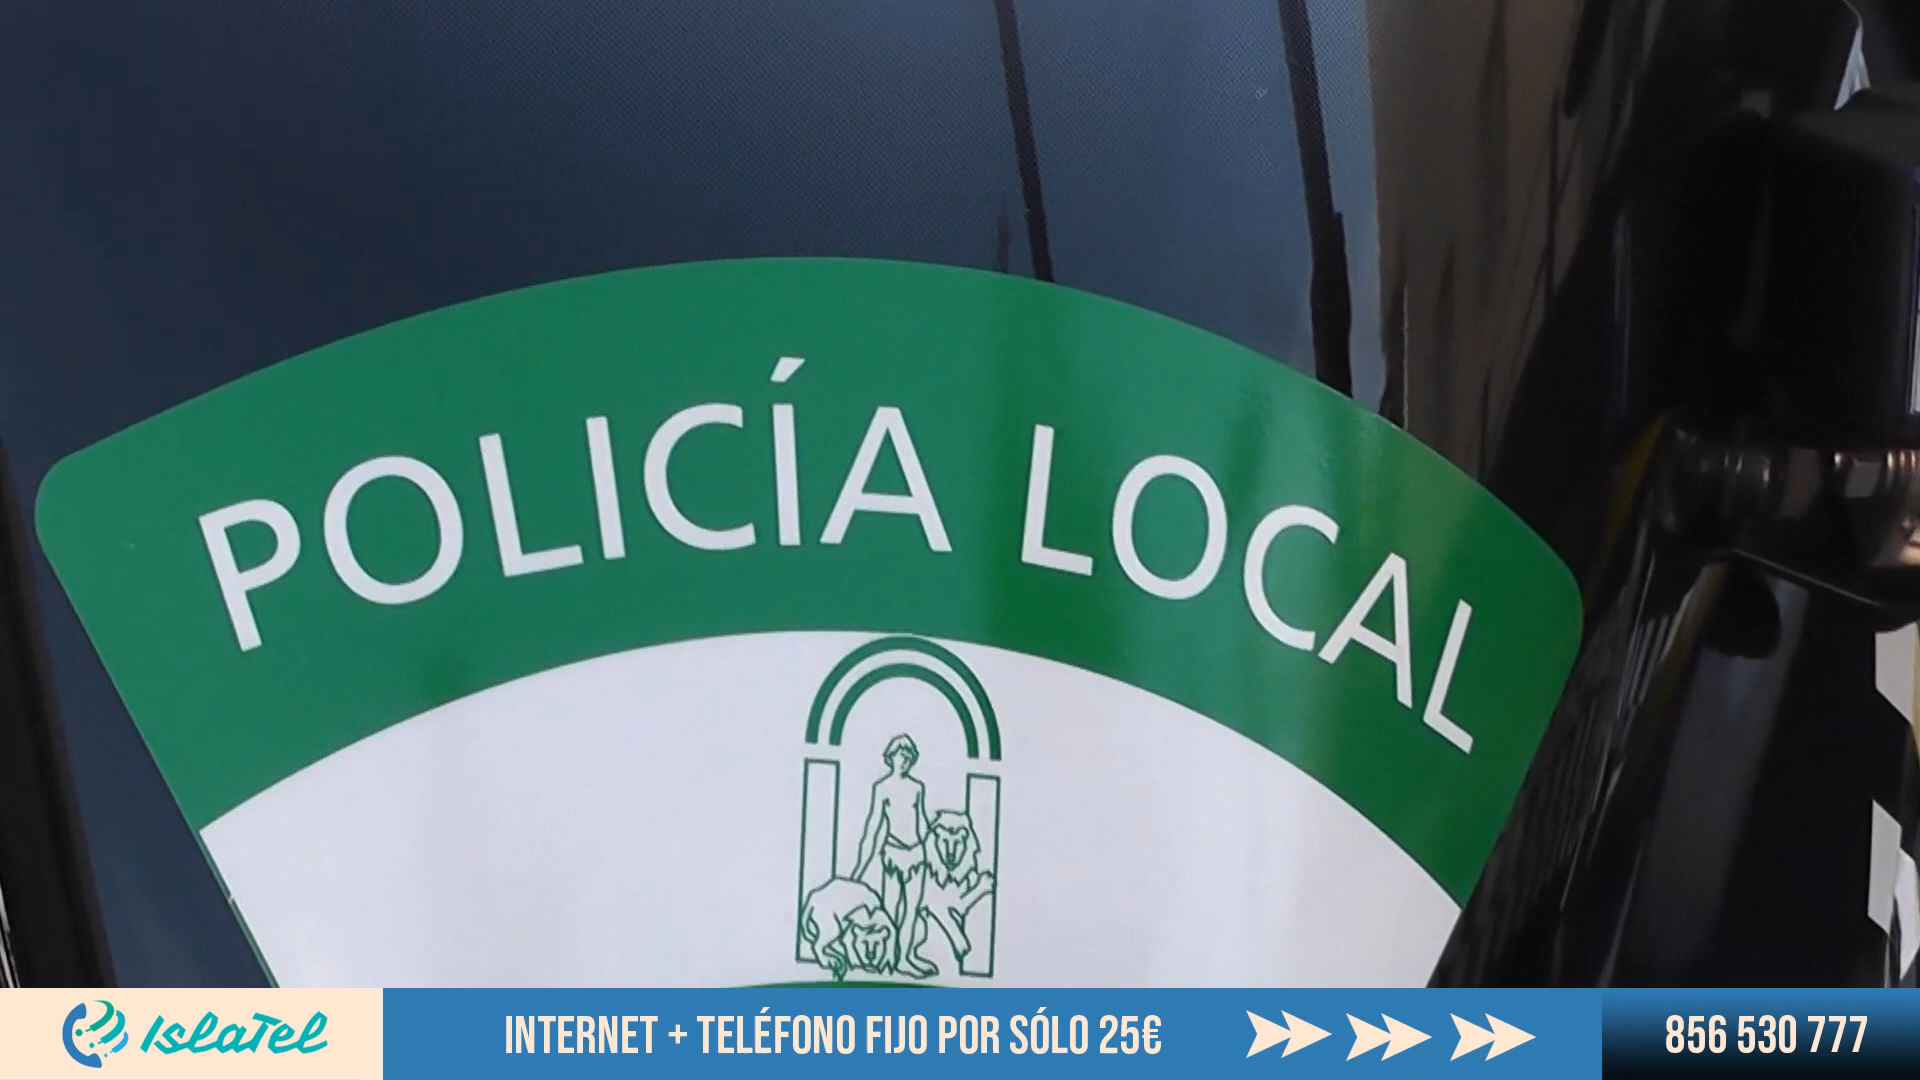 POLICÍA LOCAL
IslaTel
INTERNET + TELÉFONO FIJO POR SÓLO 25€
856 530 777